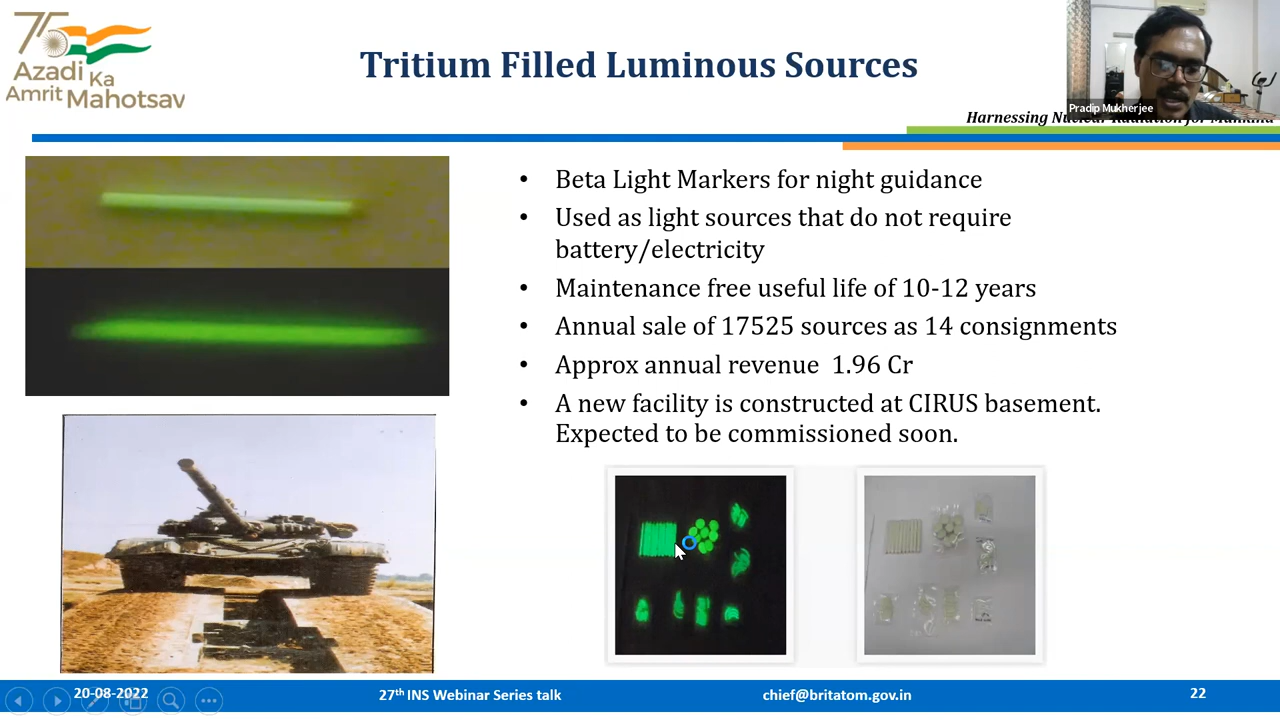 75
Azadi Ka
Amrit Mahotsav
Tritium Filled Luminous Sources
Pradip Mukherjee
Harnessing Nuclear Radiation for Mankind
• Beta Light Markers for night guidance
• Used as light sources that do not require
battery/electricity
• Maintenance free useful life of 10-12 years
• Annual sale of 17525 sources as 14 consignments
• Approx annual revenue 1.96 Cr
• A new facility is constructed at CIRUS basement.
Expected to be commissioned soon.
20-08-2022
27th INS Webinar Series talk
chief@britatom.gov.in
22